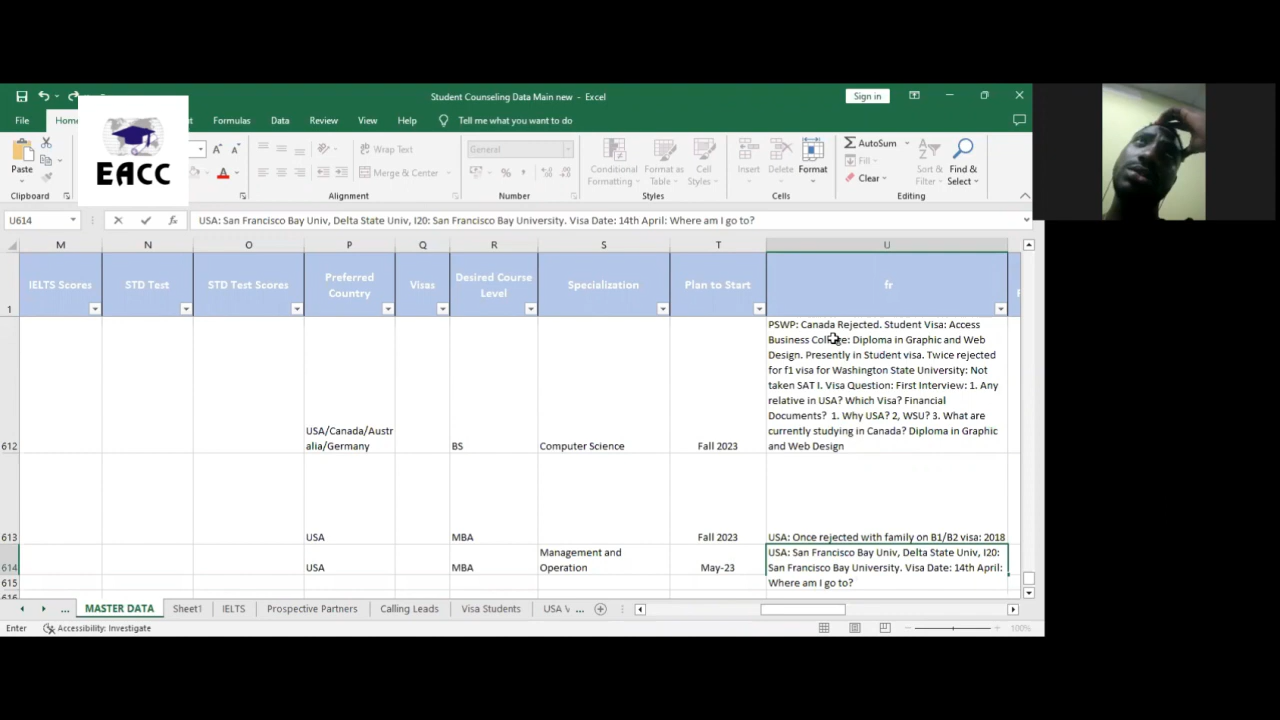 Student Counseling Data Main new - Excel
Sign in
File
Home
Formulas
Data
Review
View
Help
Tell me what you want to do
EACC
Paste
Clipboard
A A
A
Wrap Text
Merge & Center
Alignment
General
%
Number
Conditional Formatting
Format as Table
Cell Styles
Styles
Insert
Delete
Format
Cells
AutoSum
Fill
Clear
Sort & Filter
Find & Select
Editing
U614
fx
USA: San Francisco Bay Univ, Delta State Univ, I20: San Francisco Bay University. Visa Date: 14th April: Where am I go to?
M N O P Q R S T U
1
IELTS Scores
STD Test
STD Test Scores
Preferred Country
Visas
Desired Course Level
Specialization
Plan to Start
fr
612
USA/Canada/Austr
alia/Germany
BS
Computer Science
Fall 2023
PSWP: Canada Rejected. Student Visa: Access
Business College: Diploma in Graphic and Web
Design. Presently in Student visa. Twice rejected
for f1 visa for Washington State University: Not
taken SAT I. Visa Question: First Interview: 1. Any
relative in USA? Which Visa? Financial
Documents? 1. Why USA? 2, WSU? 3. What are
currently studying in Canada? Diploma in Graphic
and Web Design
613
USA
MBA
Fall 2023
USA: Once rejected with family on B1/B2 visa: 2018
614
USA
MBA
Management and
Operation
May-23
USA: San Francisco Bay Univ, Delta State Univ, I20:
San Francisco Bay University. Visa Date: 14th April:
Where am I go to?
615
...
MASTER DATA
Sheet1
IELTS
Prospective Partners
Calling Leads
Visa Students
USA V ...
Enter
Accessibility: Investigate
100%